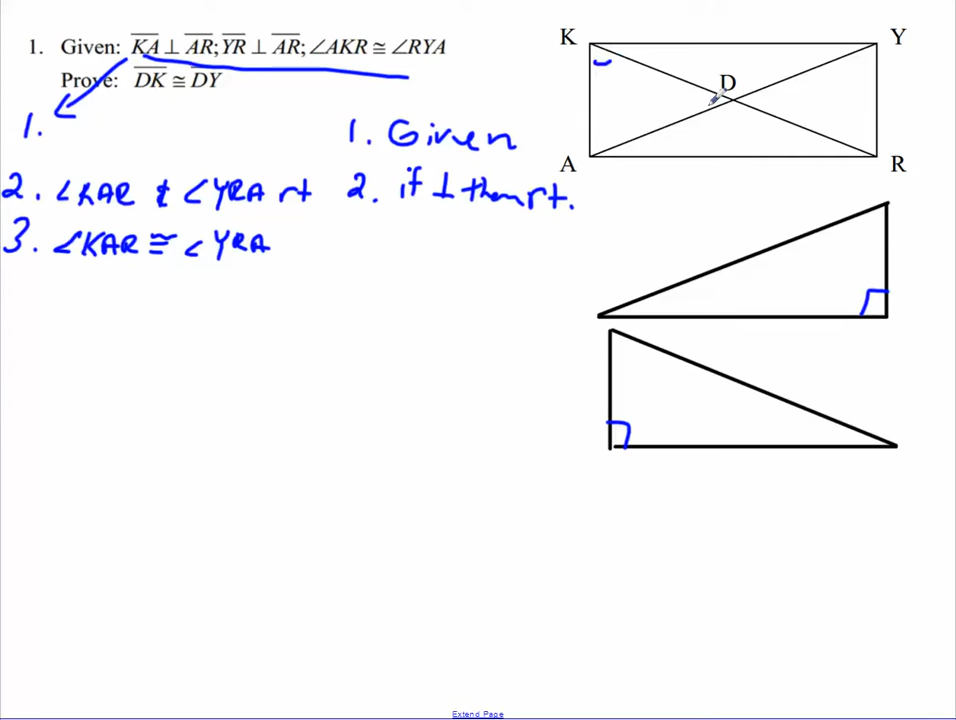 1. Given: KA ⊥ AR; YR ⊥ AR; ∠AKR ≅ ∠RYA
Prove: DK ≅ DY
K
Y
D
A
R
1.
1. Given
2. ∠KAR & ∠YRA rt
2. if ⊥ then rt.
3. ∠KAR ≅ ∠YRA
Extend Page